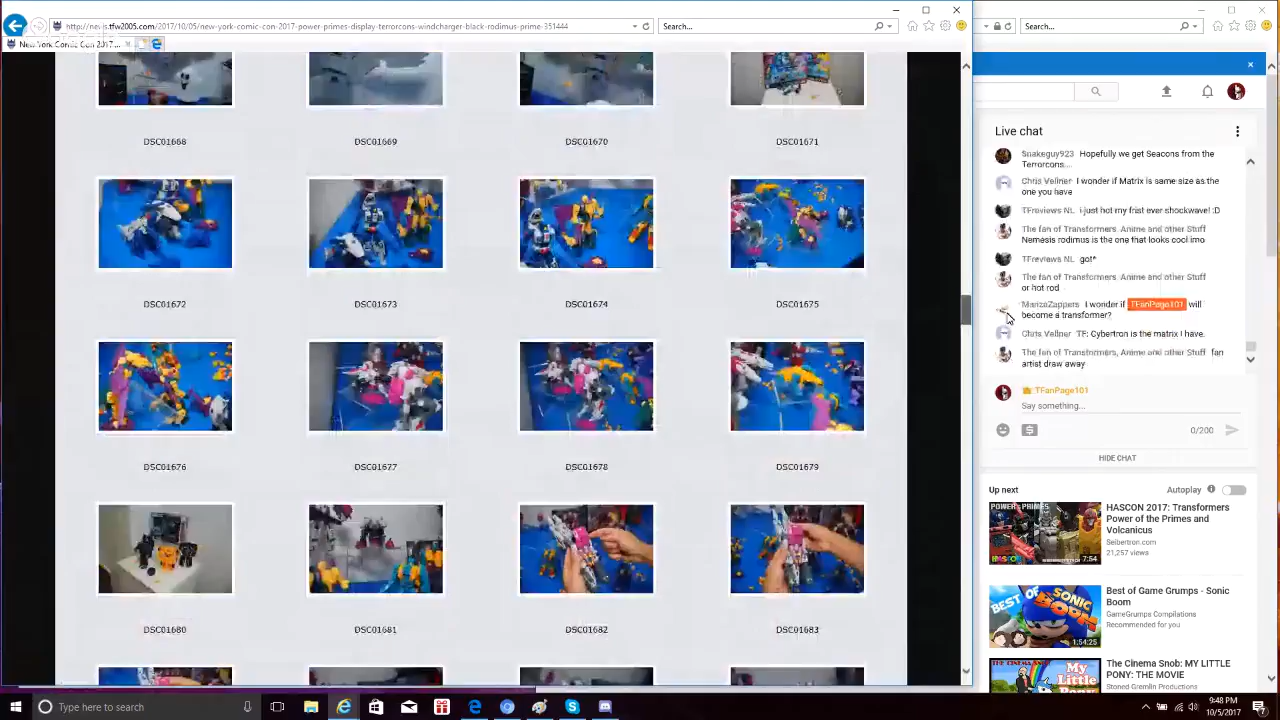 http://news.tfw2005.com/2017/10/05/new-york-comic-con-2017-power-primes-display-terrorcons-windcharger-black-rodimus-prime-351444
Search...
Search...
New York Comic Con 2017...
DSC01668
DSC01669
DSC01670
DSC01671
DSC01672
DSC01673
DSC01674
DSC01675
DSC01676
DSC01677
DSC01678
DSC01679
DSC01680
DSC01681
DSC01682
DSC01683
Live chat
Snakeguy923 Hopefully we get Seacons from the
Terrorcons....
Chris Vellner I wonder if Matrix is same size as the
one you have
TFreviews NL i just hot my frist ever shockwave! :D
The fan of Transformers, Anime and other Stuff
Nemesis rodimus is the one that looks cool imo
TFreviews NL got^
The fan of Transformers, Anime and other Stuff
or hot rod
I wonder if TFanPage101 will
become a transformer?
Chris Vellner TF: Cybertron is the matrix I have.
The fan of Transformers, Anime and other Stuff fan
artist draw away
TFanPage101
Say something...
0/200
HIDE CHAT
Up next
Autoplay
HASCON 2017: Transformers
Power of the Primes and
Volcanicus
Seibertron.com
21,257 views
7:54
Best of Game Grumps - Sonic
Boom
GameGrumps Compilations
Recommended for you
BEST OF
SONIC
BOOM
1:54:25
The Cinema Snob: MY LITTLE
PONY: THE MOVIE
Stoned Gremlin Productions
My
Little
Type here to search
9:48 PM
10/5/2017